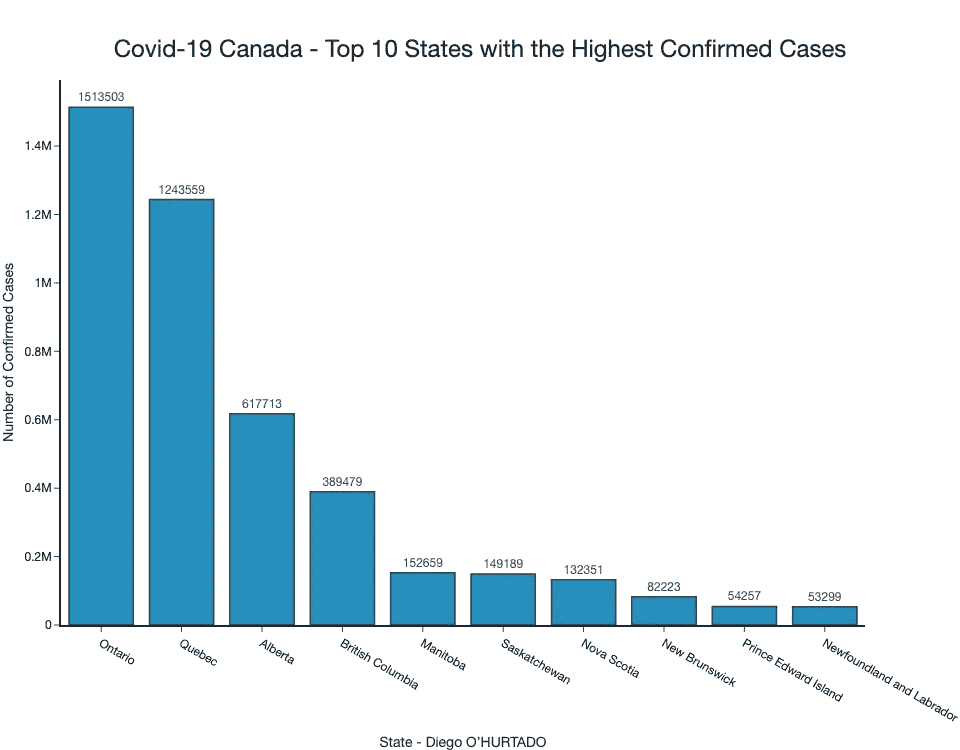 Covid-19 Canada - Top 10 States with the Highest Confirmed Cases
Number of Confirmed Cases
1.4M
1.2M
1M
0.8M
0.6M
0.4M
0.2M
0
1513503
1243559
617713
389479
152659
149189
132351
82223
54257
53299
Ontario
Quebec
Alberta
British Columbia
Manitoba
Saskatchewan
Nova Scotia
New Brunswick
Prince Edward Island
Newfoundland and Labrador
State - Diego O'HURTADO